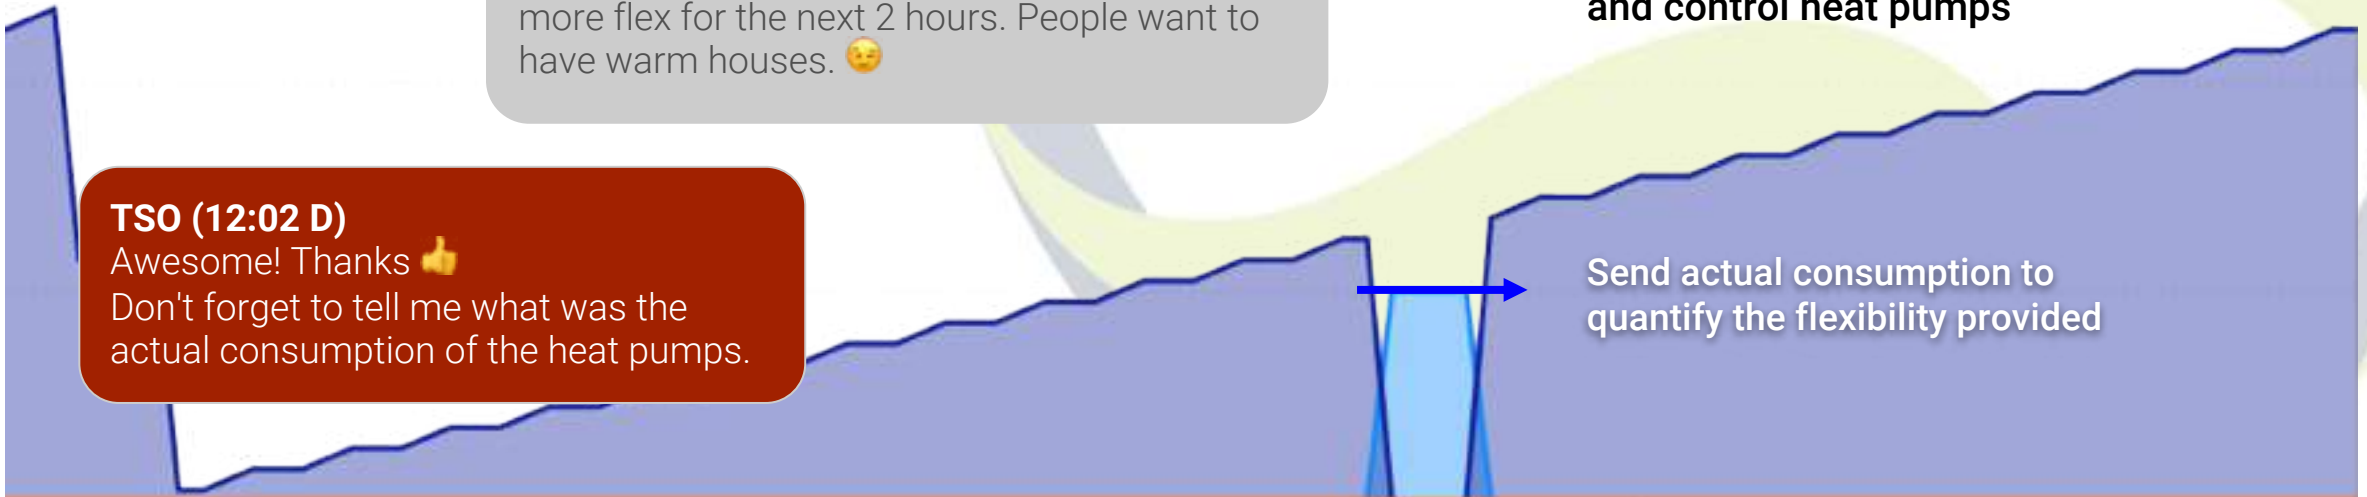 more flex for the next 2 hours. People want to
have warm houses. 😉
and control heat pumps
TSO (12:02 D)
Awesome! Thanks 👍
Don't forget to tell me what was the
actual consumption of the heat pumps.
Send actual consumption to
quantify the flexibility provided